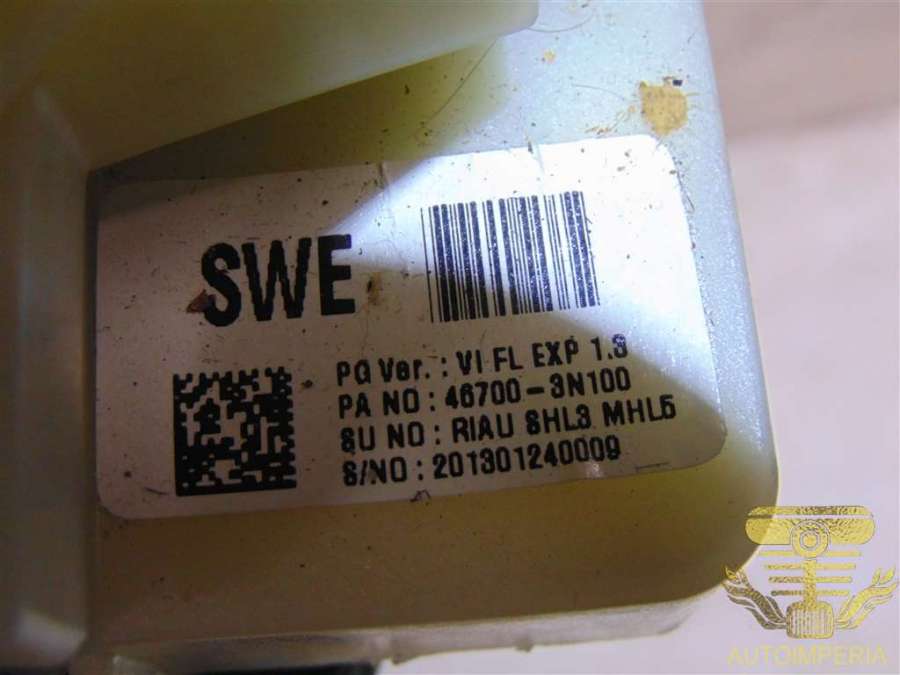 SWE
PG Ver. : VI FL EXP 1.3
PA NO : 46700-3N100
SU NO : RIAU SHL3 MHL5
S/NO : 201301240009
AUTOIMPERIA